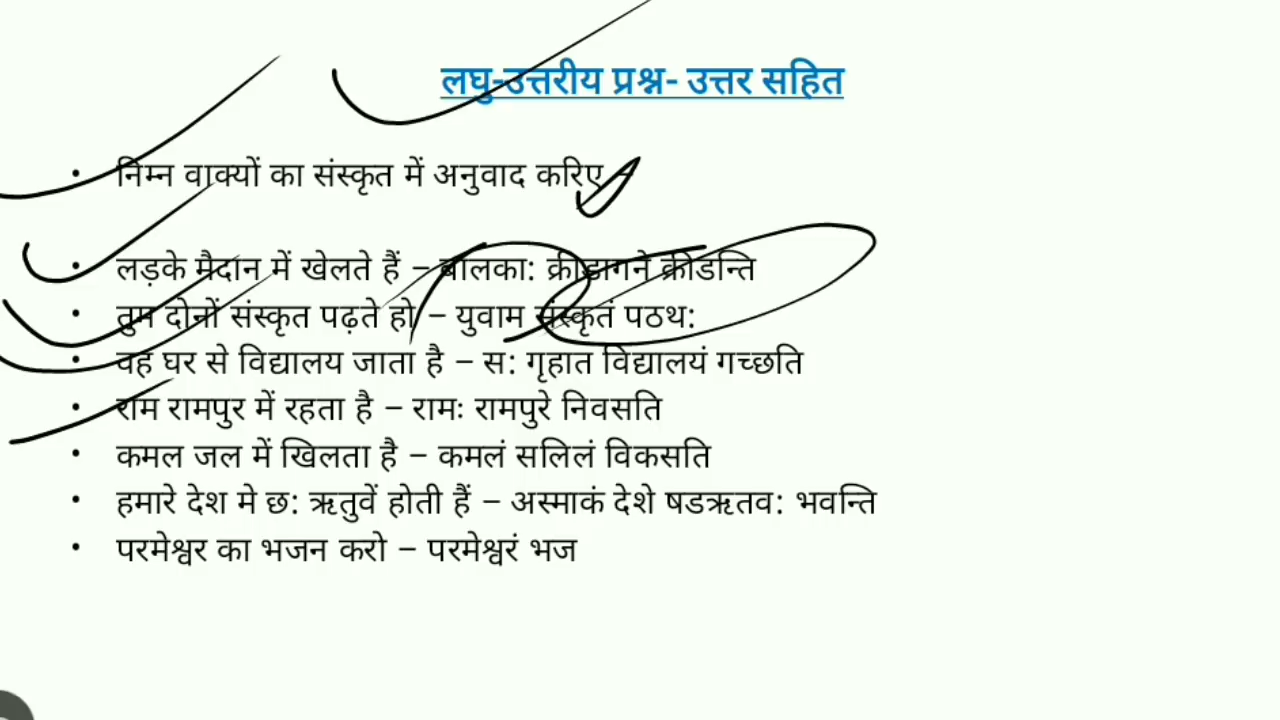 लघु-उत्तरीय प्रश्न- उत्तर सहित
• निम्न वाक्यों का संस्कृत में अनुवाद करिए –
• लड़के मैदान में खेलते हैं – बालका: क्रीडागने क्रीडन्ति
• तुम दोनों संस्कृत पढ़ते हो – युवाम संस्कृतं पठथ:
• वह घर से विद्यालय जाता है – स: गृहात विद्यालयं गच्छति
• राम रामपुर में रहता है – रामः रामपुरे निवसति
• कमल जल में खिलता है – कमलं सलिलं विकसति
• हमारे देश मे छ: ऋतुवें होती हैं – अस्माकं देशे षडऋतव: भवन्ति
• परमेश्वर का भजन करो – परमेश्वरं भज